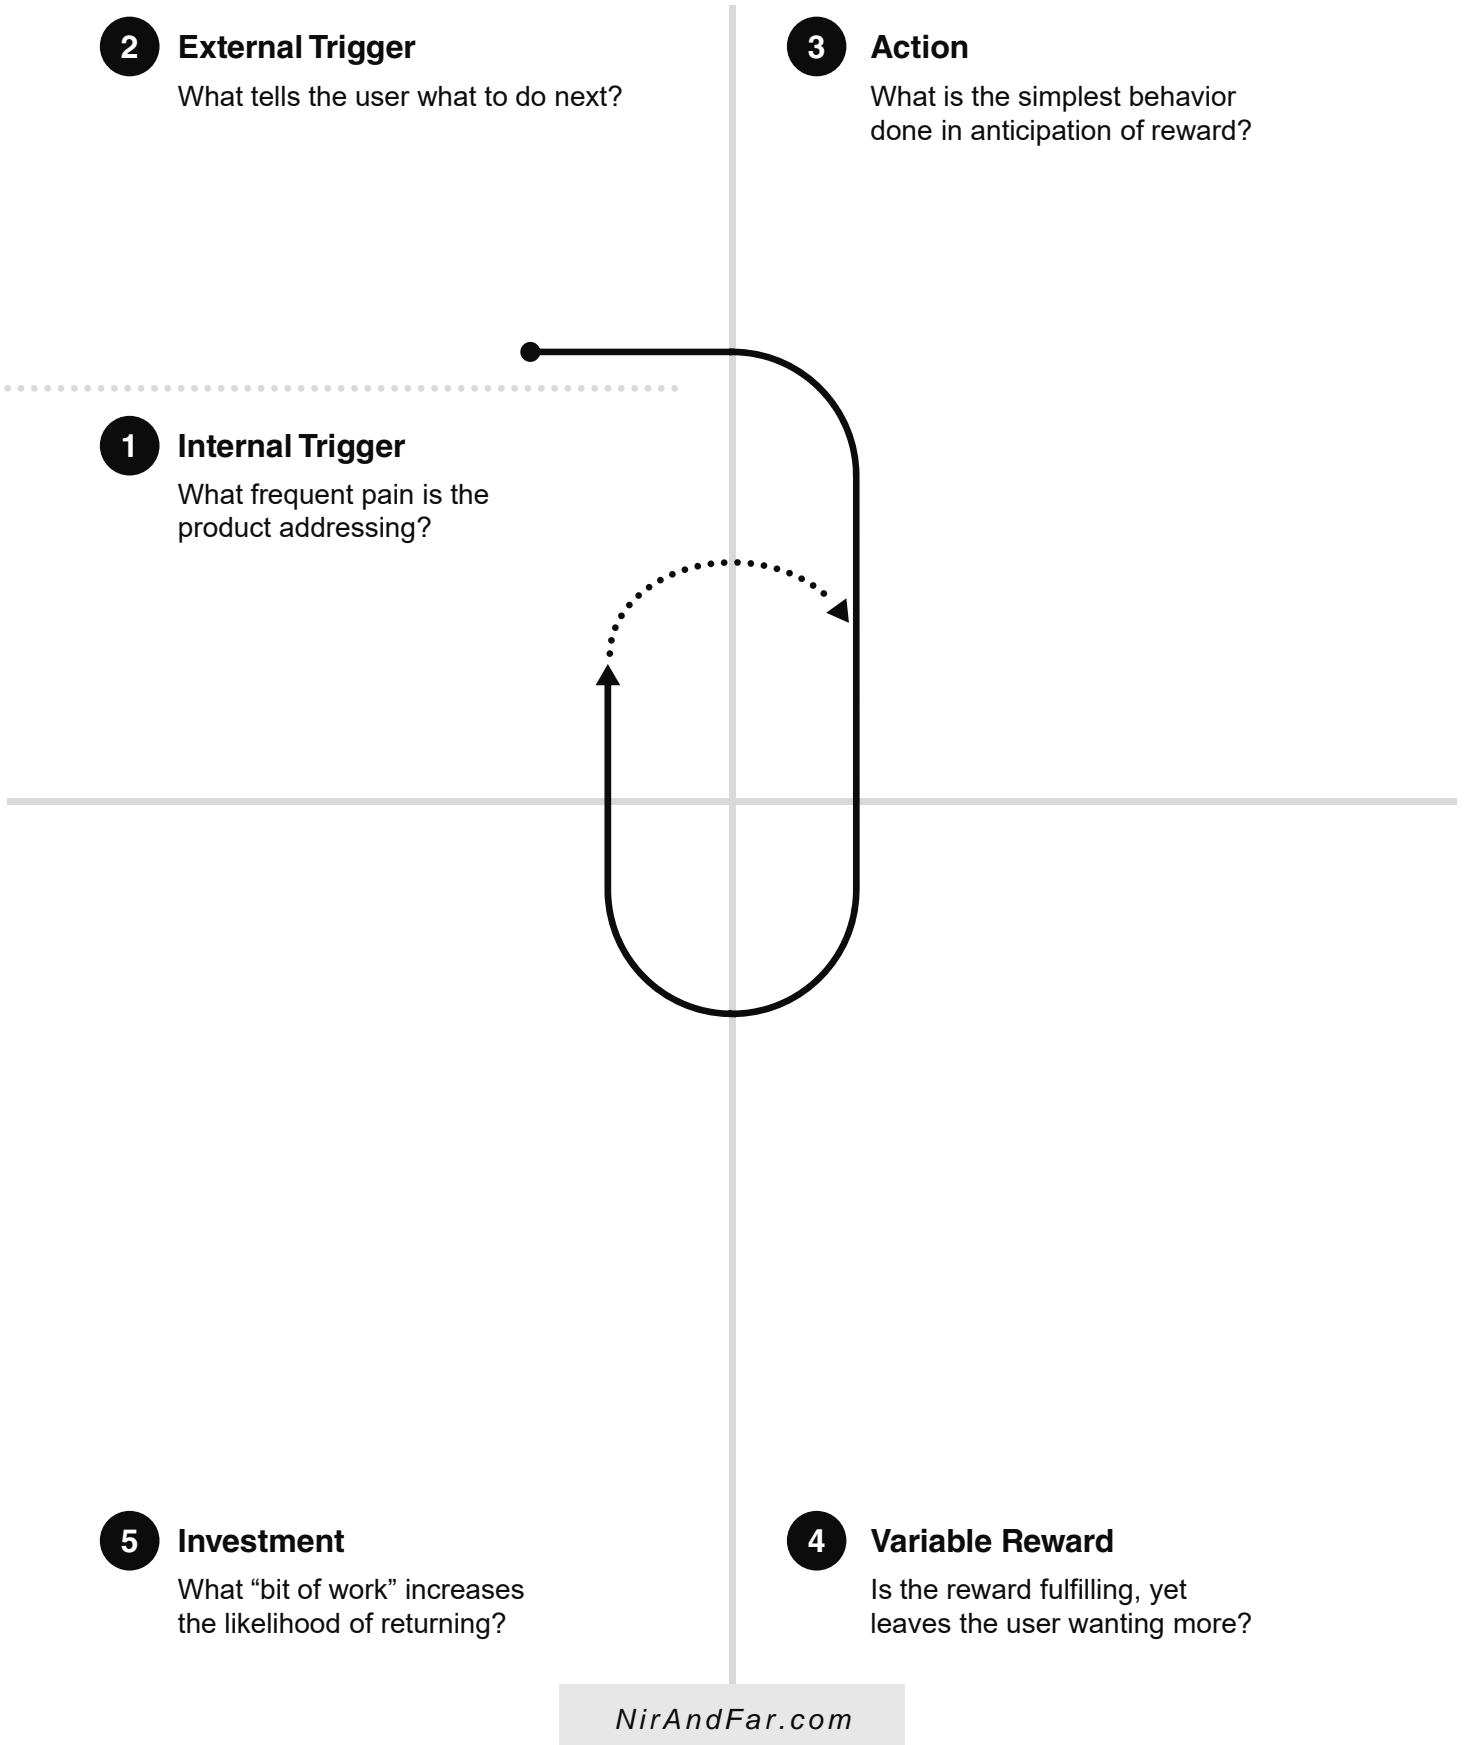 2 External Trigger
What tells the user what to do next?
3 Action
What is the simplest behavior
done in anticipation of reward?
1 Internal Trigger
What frequent pain is the
product addressing?
5 Investment
What “bit of work” increases
the likelihood of returning?
4 Variable Reward
Is the reward fulfilling, yet
leaves the user wanting more?
NirAndFar.com